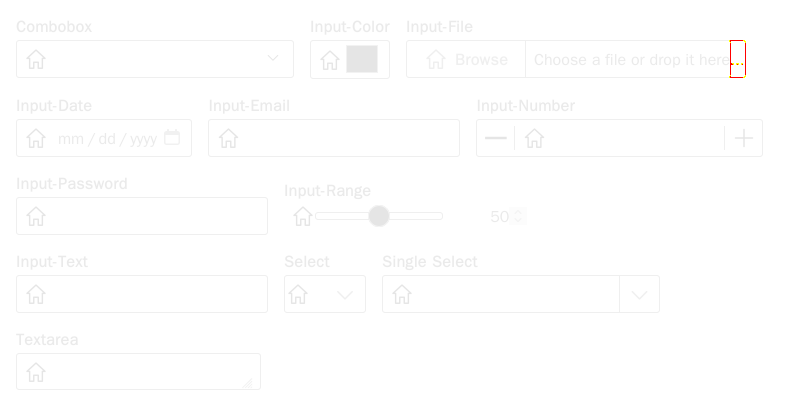 Combobox Input-Color Input-File
Browse Choose a file or drop it here...
Input-Date Input-Email Input-Number
mm / dd / yyyy
Input-Password Input-Range
50
Input-Text Select Single Select
Textarea